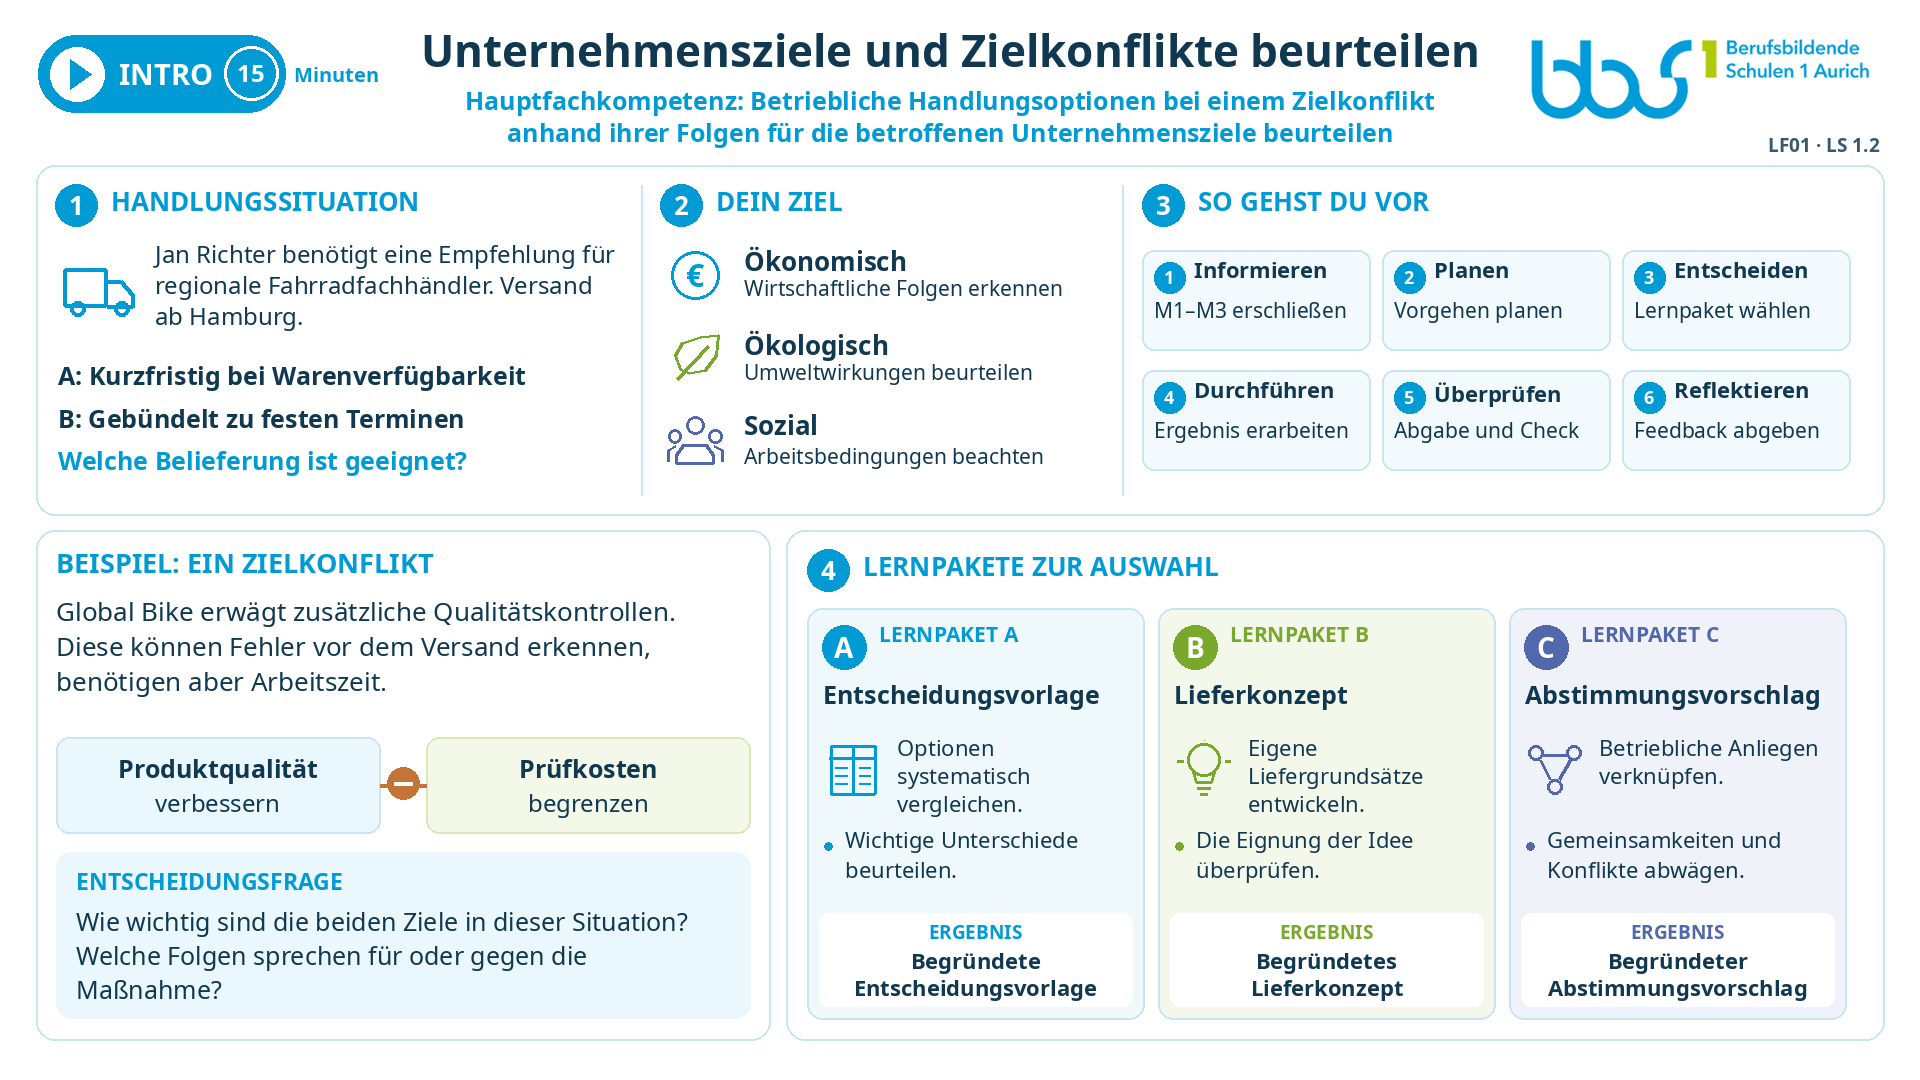 INTRO 15 Minuten
Unternehmensziele und Zielkonflikte beurteilen
Hauptfachkompetenz: Betriebliche Handlungsoptionen bei einem Zielkonflikt
anhand ihrer Folgen für die betroffenen Unternehmensziele beurteilen
bbs 1 Berufsbildende
Schulen 1 Aurich
LF01 · LS 1.2
1 HANDLUNGSSITUATION
Jan Richter benötigt eine Empfehlung für
regionale Fahrradfachhändler. Versand
ab Hamburg.
A: Kurzfristig bei Warenverfügbarkeit
B: Gebündelt zu festen Terminen
Welche Belieferung ist geeignet?
2 DEIN ZIEL
€
Ökonomisch
Wirtschaftliche Folgen erkennen
Ökologisch
Umweltwirkungen beurteilen
Sozial
Arbeitsbedingungen beachten
3 SO GEHST DU VOR
1 Informieren
M1–M3 erschließen
2 Planen
Vorgehen planen
3 Entscheiden
Lernpaket wählen
4 Durchführen
Ergebnis erarbeiten
5 Überprüfen
Abgabe und Check
6 Reflektieren
Feedback abgeben
BEISPIEL: EIN ZIELKONFLIKT
Global Bike erwägt zusätzliche Qualitätskontrollen.
Diese können Fehler vor dem Versand erkennen,
benötigen aber Arbeitszeit.
Produktqualität
verbessern
Prüfkosten
begrenzen
ENTSCHEIDUNGSFRAGE
Wie wichtig sind die beiden Ziele in dieser Situation?
Welche Folgen sprechen für oder gegen die
Maßnahme?
4 LERNPAKETE ZUR AUSWAHL
A LERNPAKET A
Entscheidungsvorlage
Optionen
systematisch
vergleichen.
• Wichtige Unterschiede
beurteilen.
ERGEBNIS
Begründete
Entscheidungsvorlage
B LERNPAKET B
Lieferkonzept
Eigene
Liefergrundsätze
entwickeln.
• Die Eignung der Idee
überprüfen.
ERGEBNIS
Begründetes
Lieferkonzept
C LERNPAKET C
Abstimmungsvorschlag
Betriebliche Anliegen
verknüpfen.
• Gemeinsamkeiten und
Konflikte abwägen.
ERGEBNIS
Begründeter
Abstimmungsvorschlag